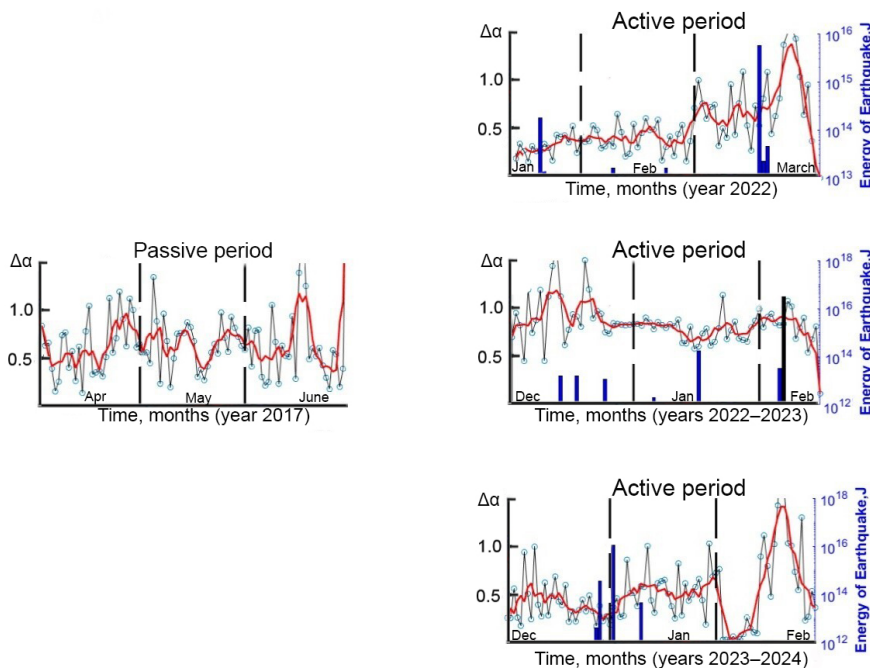 Active period
Δα
1.0
0.5
Jan
Feb
March
Time, months (year 2022)
10¹⁶
10¹⁵
10¹⁴
10¹³
Energy of Earthquake,J
Passive period
Δα
1.0
0.5
Apr
May
June
Time, months (year 2017)
Active period
Δα
1.0
0.5
Dec
Jan
Feb
Time, months (years 2022–2023)
10¹⁸
10¹⁶
10¹⁴
10¹²
Energy of Earthquake,J
Active period
Δα
1.0
0.5
Dec
Jan
Feb
Time, months (years 2023–2024)
10¹⁸
10¹⁶
10¹⁴
10¹²
Energy of Earthquake,J